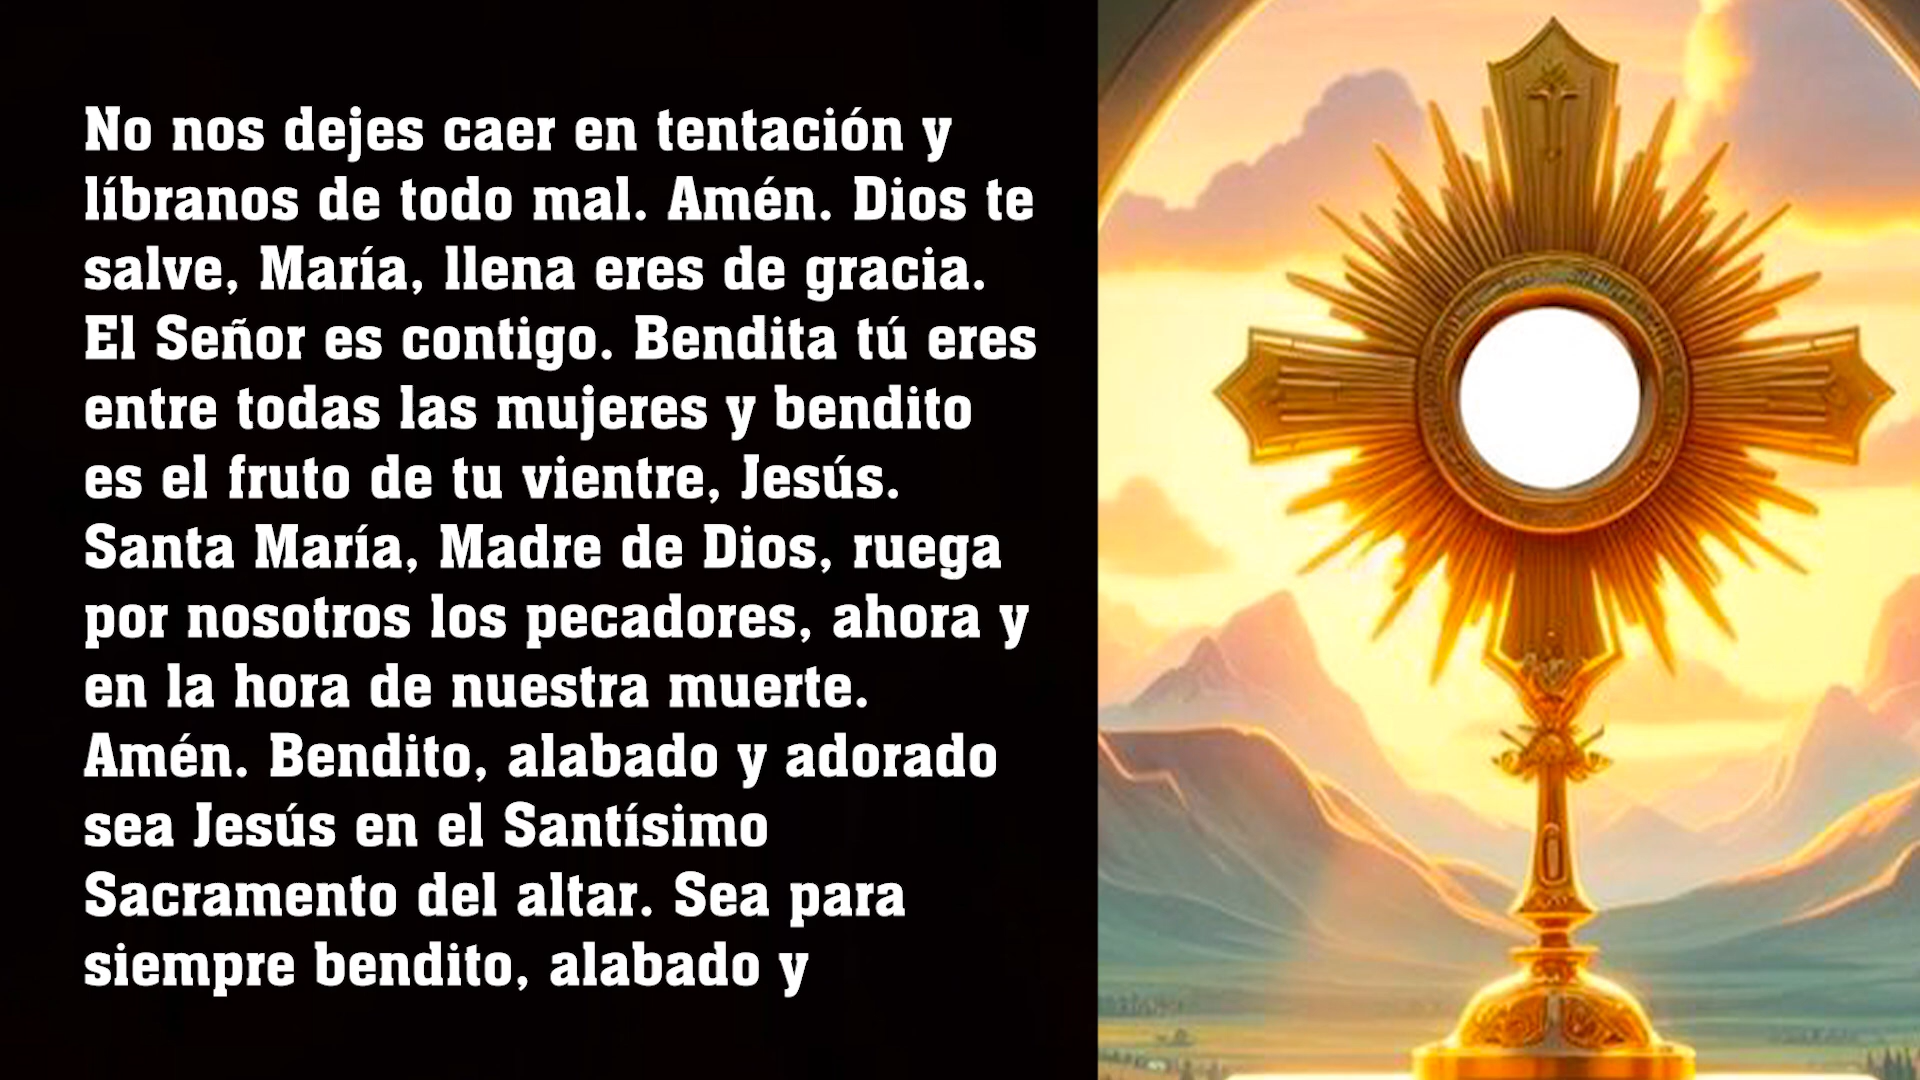 No nos dejes caer en tentación y
líbranos de todo mal. Amén. Dios te
salve, María, llena eres de gracia.
El Señor es contigo. Bendita tú eres
entre todas las mujeres y bendito
es el fruto de tu vientre, Jesús.
Santa María, Madre de Dios, ruega
por nosotros los pecadores, ahora y
en la hora de nuestra muerte.
Amén. Bendito, alabado y adorado
sea Jesús en el Santísimo
Sacramento del altar. Sea para
siempre bendito, alabado y